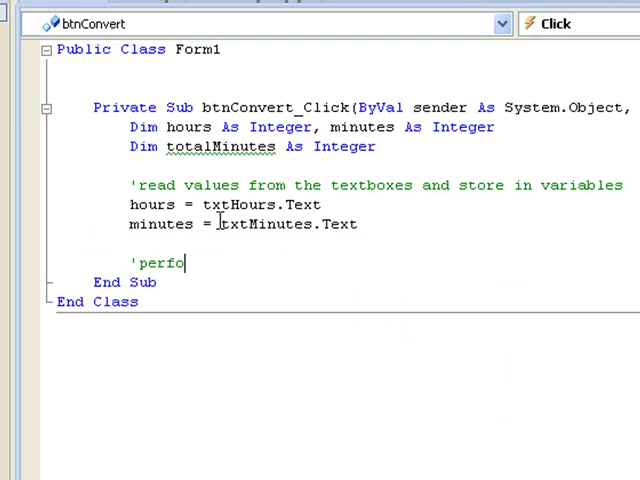 btnConvert Click
Public Class Form1
Private Sub btnConvert_Click(ByVal sender As System.Object,
Dim hours As Integer, minutes As Integer
Dim totalMinutes As Integer
'read values from the textboxes and store in variables
hours = txtHours.Text
minutes = txtMinutes.Text
'perfo
End Sub
End Class